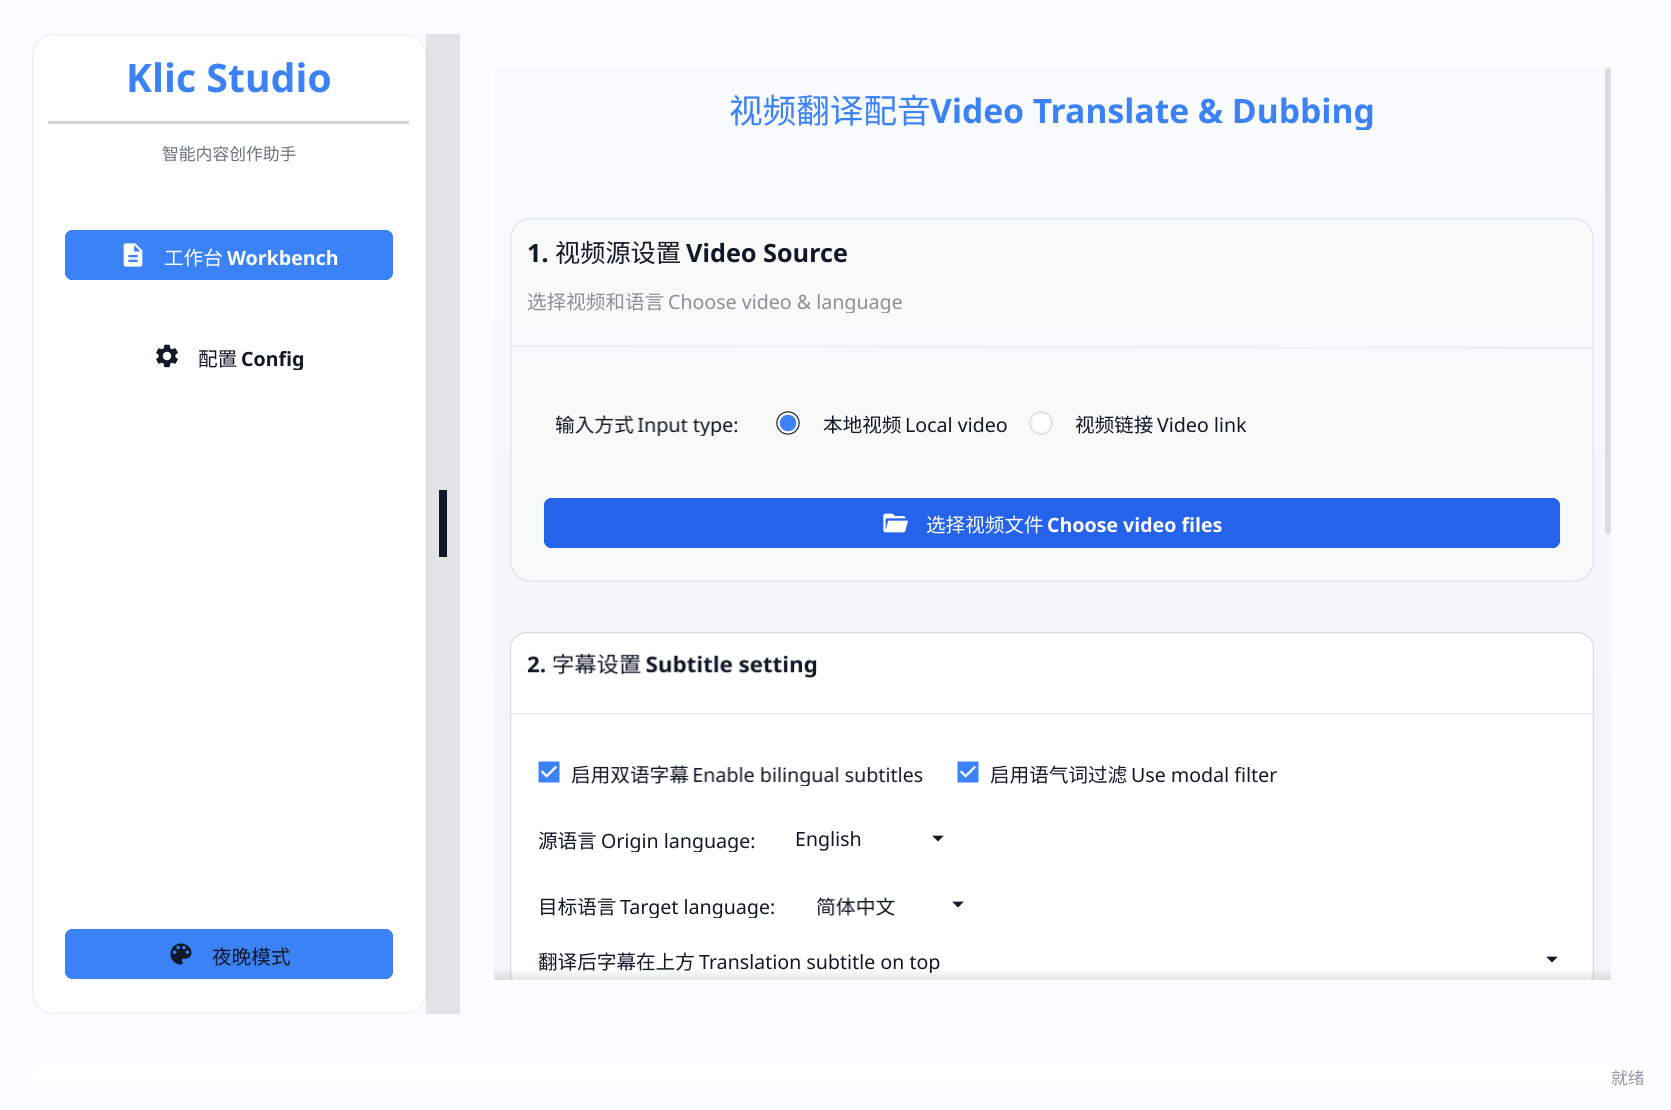 Klic Studio
智能内容创作助手
工作台 Workbench
配置 Config
夜晚模式
视频翻译配音Video Translate & Dubbing
1. 视频源设置 Video Source
选择视频和语言 Choose video & language
输入方式 Input type: 本地视频 Local video 视频链接 Video link
选择视频文件 Choose video files
2. 字幕设置 Subtitle setting
启用双语字幕 Enable bilingual subtitles 启用语气词过滤 Use modal filter
源语言 Origin language: English
目标语言 Target language: 简体中文
翻译后字幕在上方 Translation subtitle on top
就绪